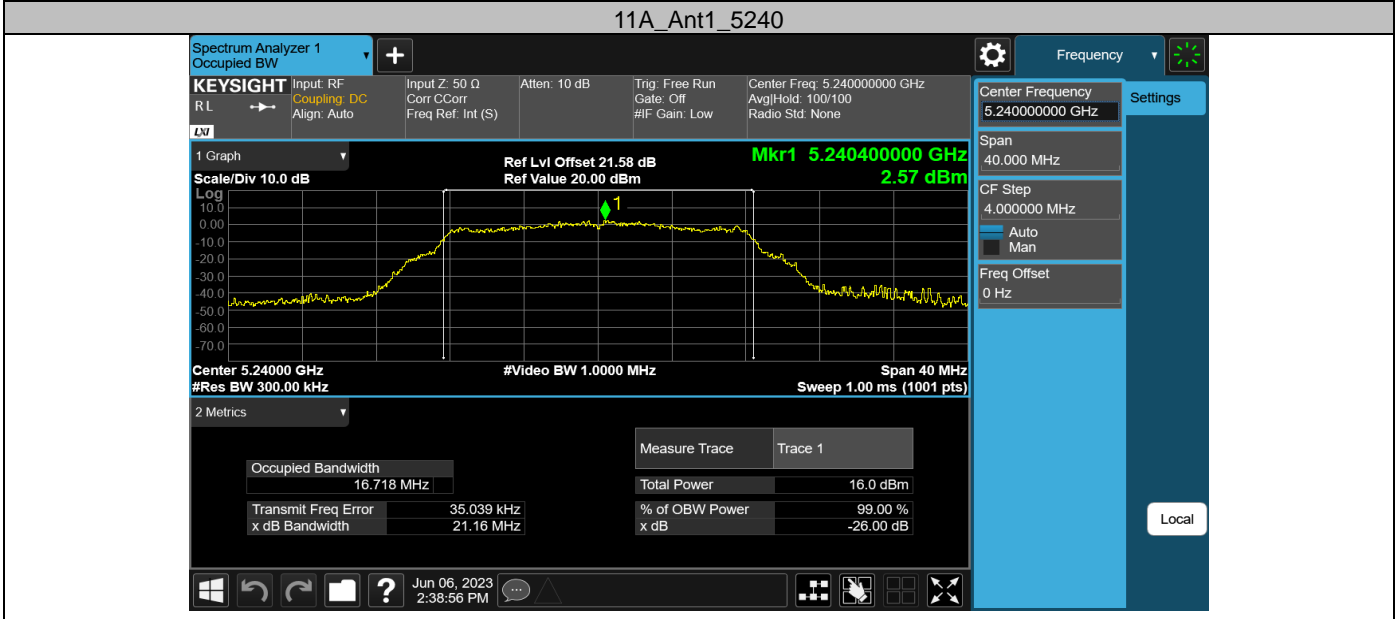 11A_Ant1_5240
Spectrum Analyzer 1
Occupied BW
+
Frequency
KEYSIGHT
R L
LXI
Input: RF
Coupling: DC
Align: Auto
Input Z: 50 Ω
Corr CCorr
Freq Ref: Int (S)
Atten: 10 dB
Trig: Free Run
Gate: Off
#IF Gain: Low
Center Freq: 5.240000000 GHz
Avg|Hold: 100/100
Radio Std: None
Center Frequency
5.240000000 GHz
Settings
Span
40.000 MHz
CF Step
4.000000 MHz
Auto
Man
Freq Offset
0 Hz
1 Graph
Ref Lvl Offset 21.58 dB
Mkr1 5.240400000 GHz
Scale/Div 10.0 dB
Ref Value 20.00 dBm
2.57 dBm
Log
10.0
0.00
-10.0
-20.0
-30.0
-40.0
-50.0
-60.0
-70.0
1
Center 5.24000 GHz
#Video BW 1.0000 MHz
Span 40 MHz
#Res BW 300.00 kHz
Sweep 1.00 ms (1001 pts)
2 Metrics
Measure Trace
Trace 1
Occupied Bandwidth
16.718 MHz
Total Power
16.0 dBm
Transmit Freq Error
35.039 kHz
% of OBW Power
99.00 %
x dB Bandwidth
21.16 MHz
x dB
-26.00 dB
Local
?
Jun 06, 2023
2:38:56 PM